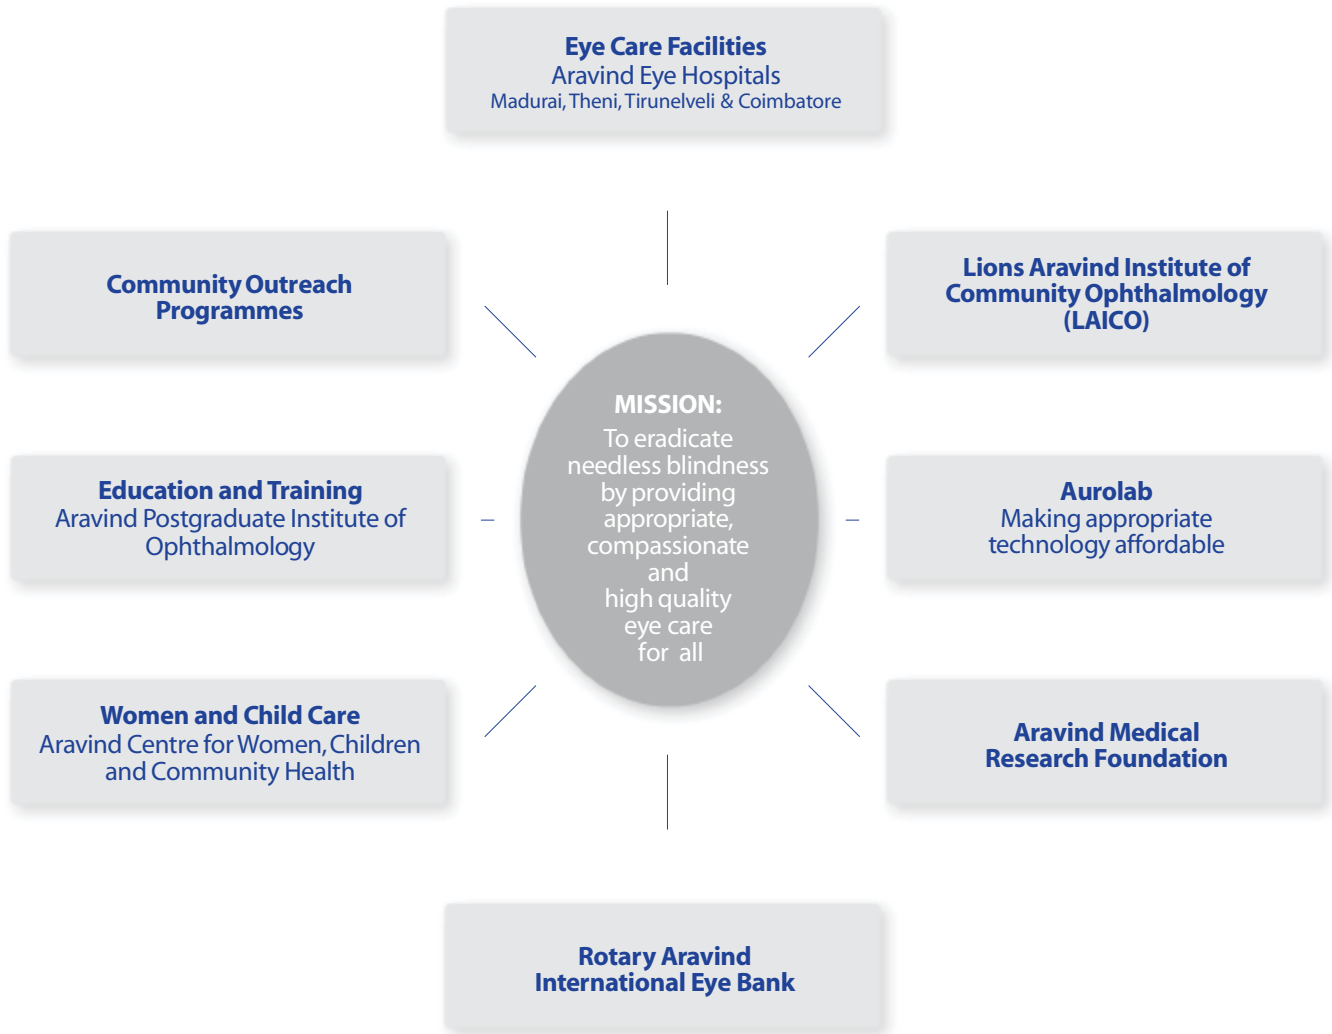 Eye Care Facilities
Aravind Eye Hospitals
Madurai, Theni, Tirunelveli & Coimbatore
Community Outreach
Programmes
Lions Aravind Institute of
Community Ophthalmology
(LAICO)
MISSION:
To eradicate
needless blindness
by providing
appropriate,
compassionate
and
high quality
eye care
for all
Education and Training
Aravind Postgraduate Institute of
Ophthalmology
Aurolab
Making appropriate
technology affordable
Women and Child Care
Aravind Centre for Women, Children
and Community Health
Aravind Medical
Research Foundation
Rotary Aravind
International Eye Bank